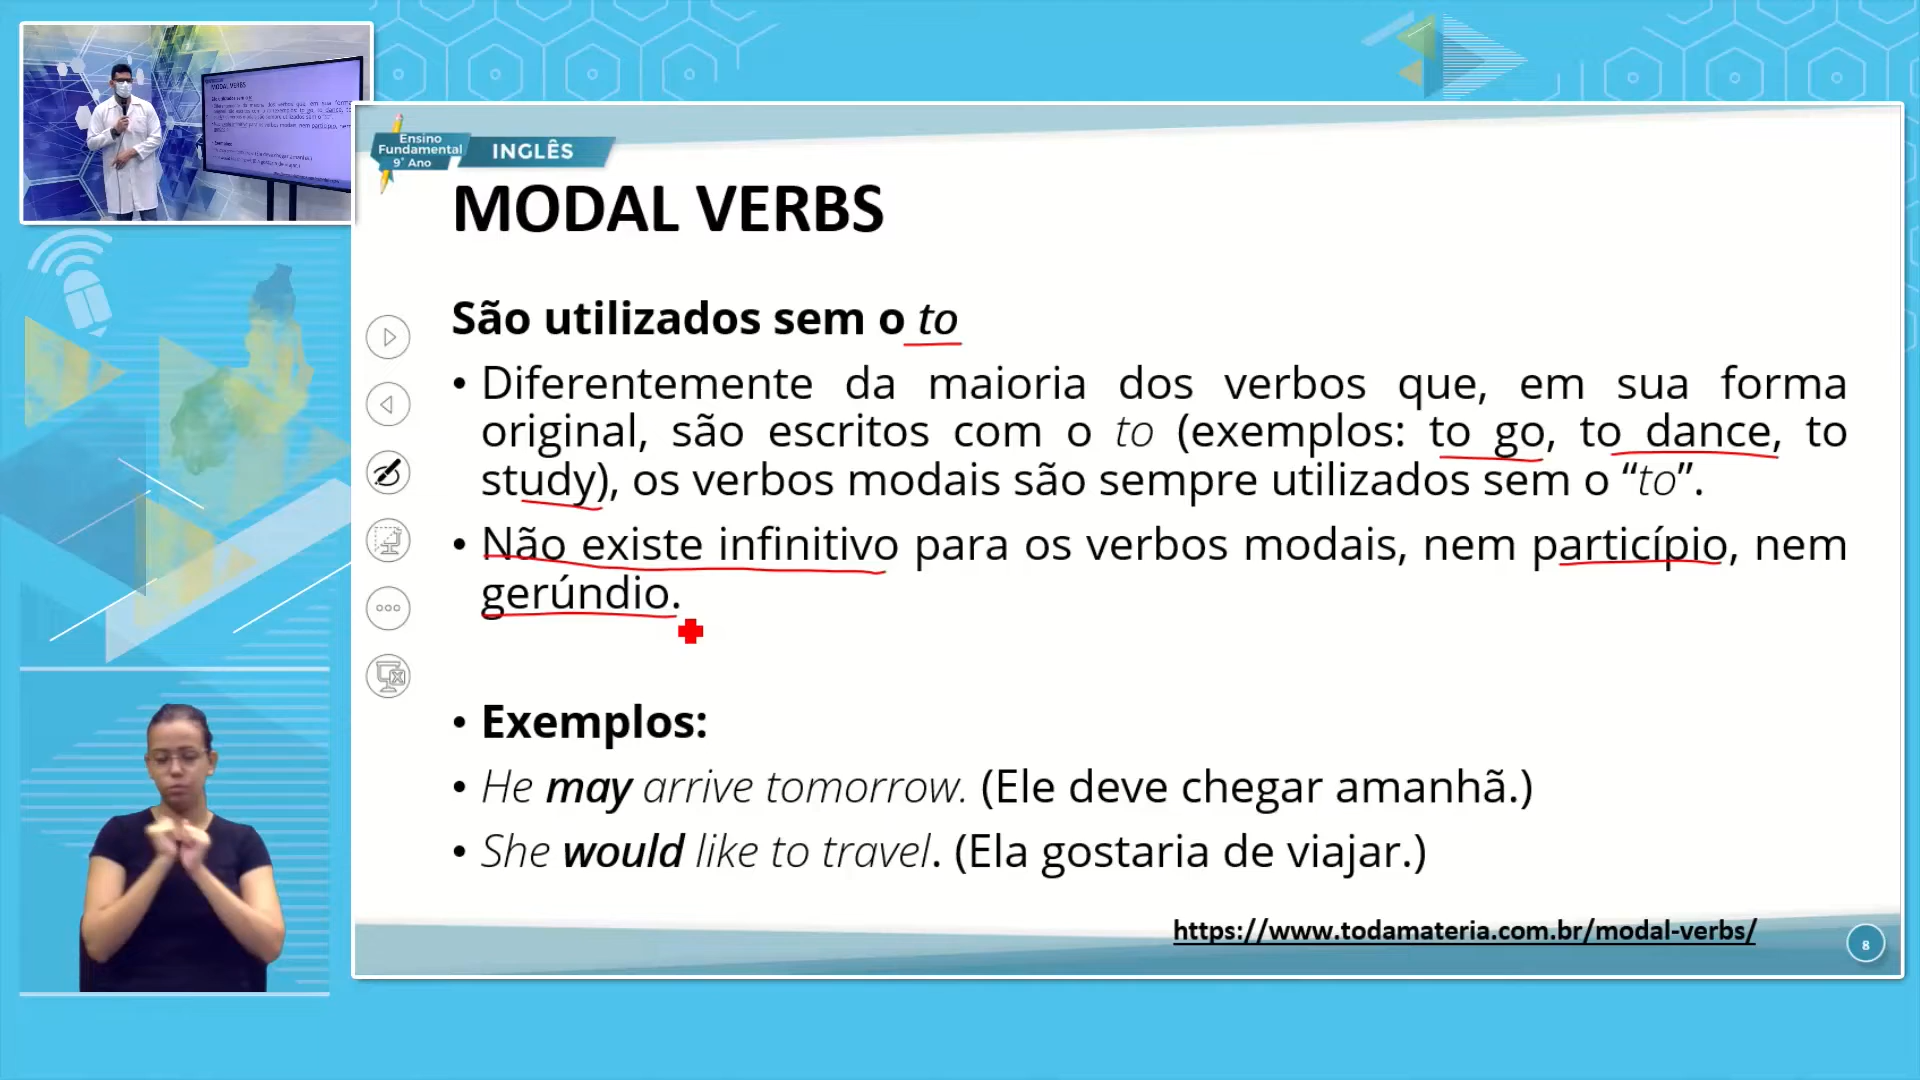 MODAL VERBS
Ensino
Fundamental
9° Ano
INGLÊS
MODAL VERBS
São utilizados sem o to
• Diferentemente da maioria dos verbos que, em sua forma
original, são escritos com o to (exemplos: to go, to dance, to
study), os verbos modais são sempre utilizados sem o “to”.
• Não existe infinitivo para os verbos modais, nem particípio, nem
gerúndio.
• Exemplos:
• He may arrive tomorrow. (Ele deve chegar amanhã.)
• She would like to travel. (Ela gostaria de viajar.)
https://www.todamateria.com.br/modal-verbs/
8